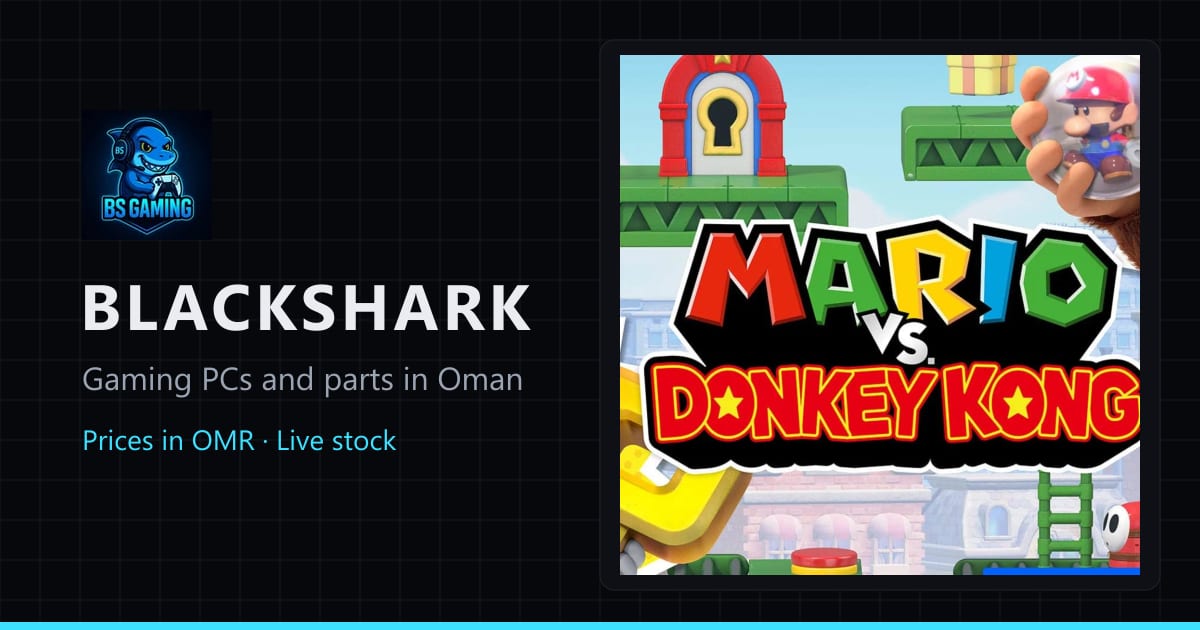 BS
BS GAMING
BLACKSHARK
Gaming PCs and parts in Oman
Prices in OMR · Live stock
M
MARIO
VS.
DONKEY KONG